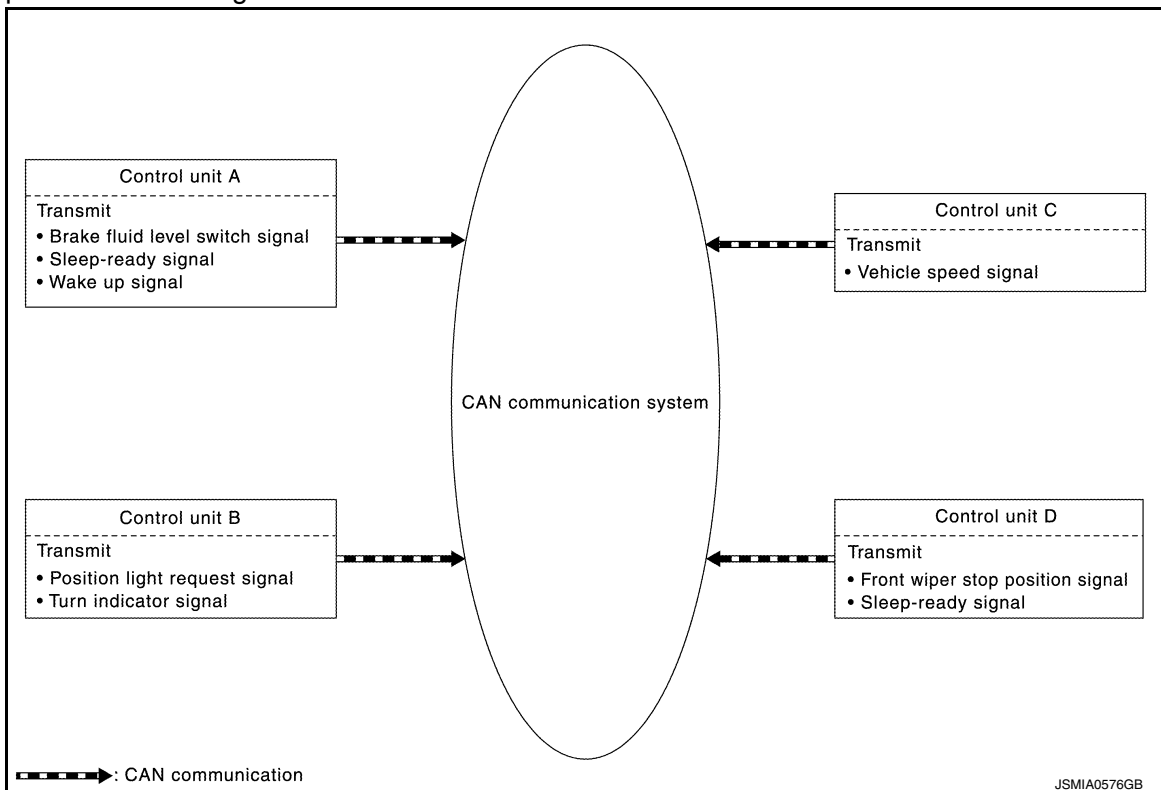 Control unit A
Transmit
• Brake fluid level switch signal
• Sleep-ready signal
• Wake up signal
Control unit C
Transmit
• Vehicle speed signal
CAN communication system
Control unit B
Transmit
• Position light request signal
• Turn indicator signal
Control unit D
Transmit
• Front wiper stop position signal
• Sleep-ready signal
: CAN communication
JSMIA0576GB